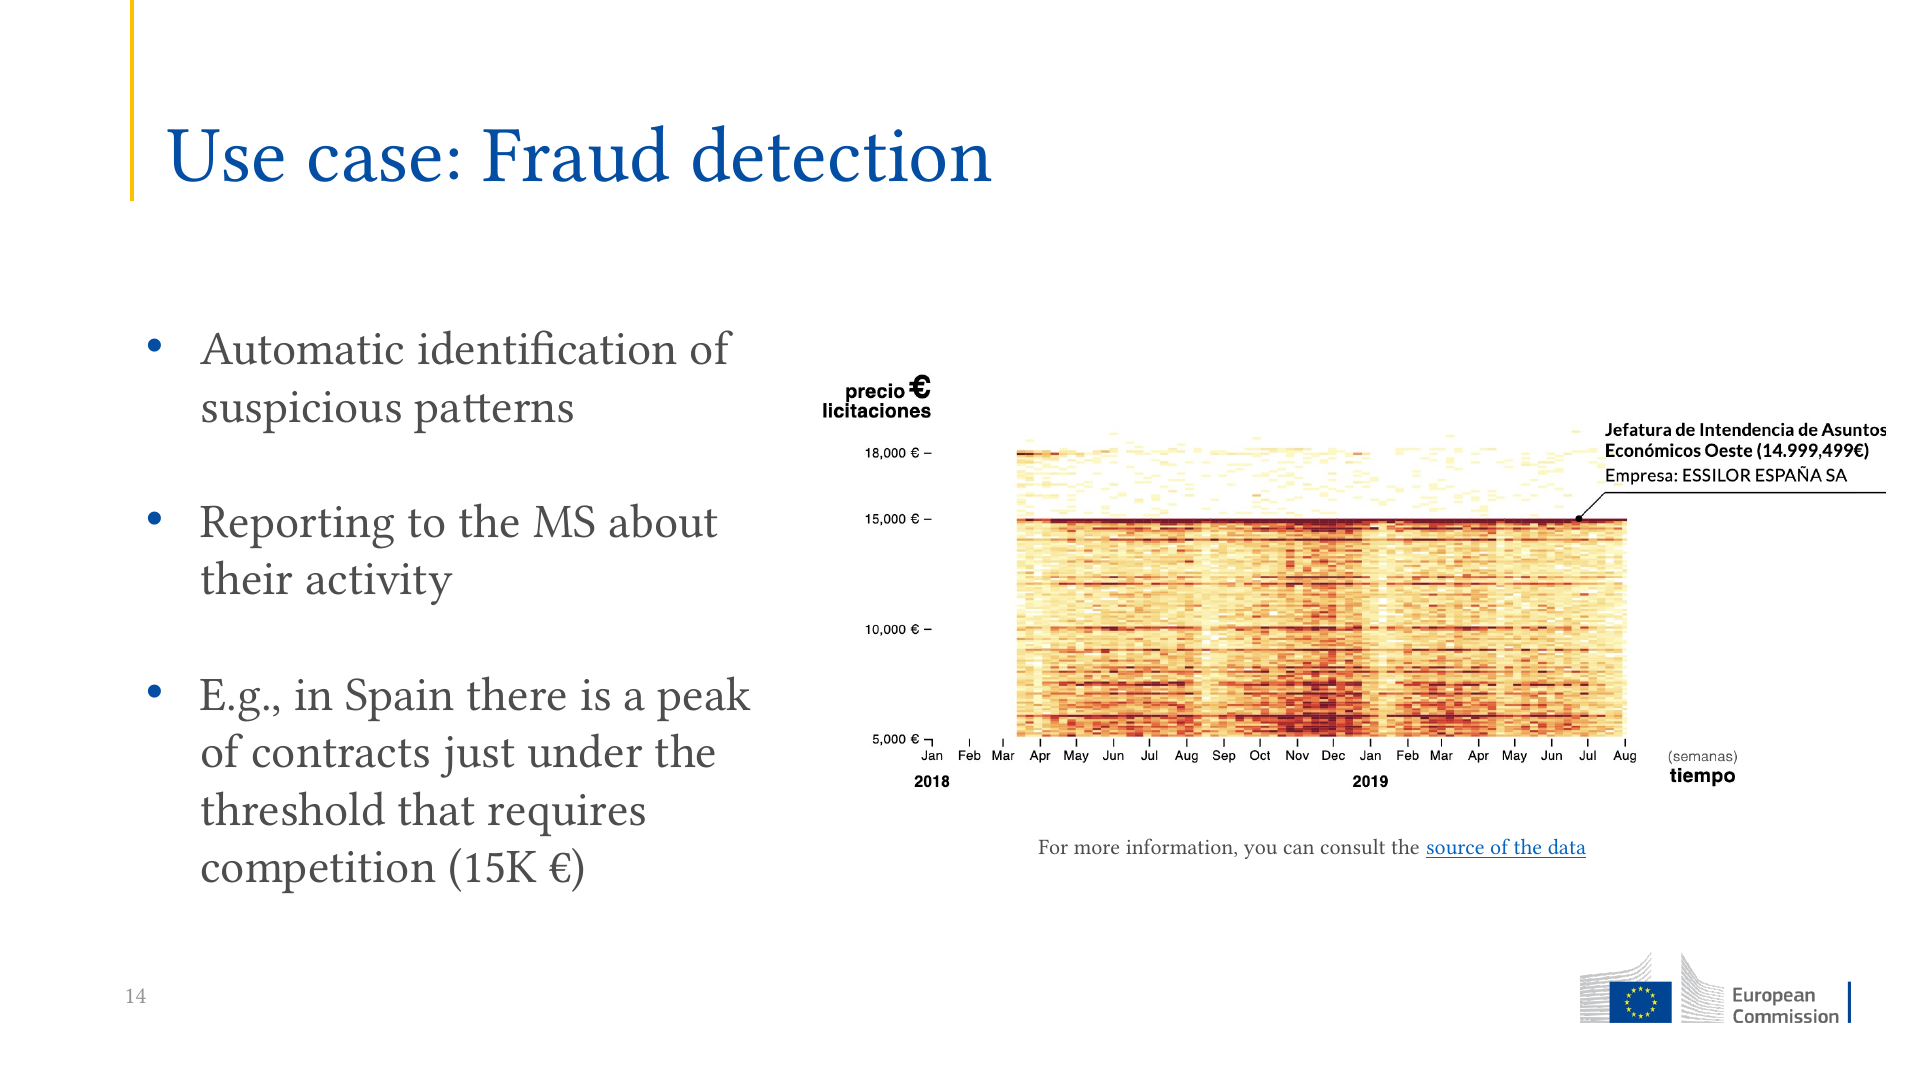 Use case: Fraud detection
• Automatic identification of
suspicious patterns
• Reporting to the MS about
their activity
• E.g., in Spain there is a peak
of contracts just under the
threshold that requires
competition (15K €)
precio €
licitaciones
18,000 €
15,000 €
10,000 €
5,000 €
Jefatura de Intendencia de Asuntos
Económicos Oeste (14.999,499€)
Empresa: ESSILOR ESPAÑA SA
Jan Feb Mar Apr May Jun Jul Aug Sep Oct Nov Dec Jan Feb Mar Apr May Jun Jul Aug
2018 2019
(semanas)
tiempo
For more information, you can consult the source of the data
14
European
Commission